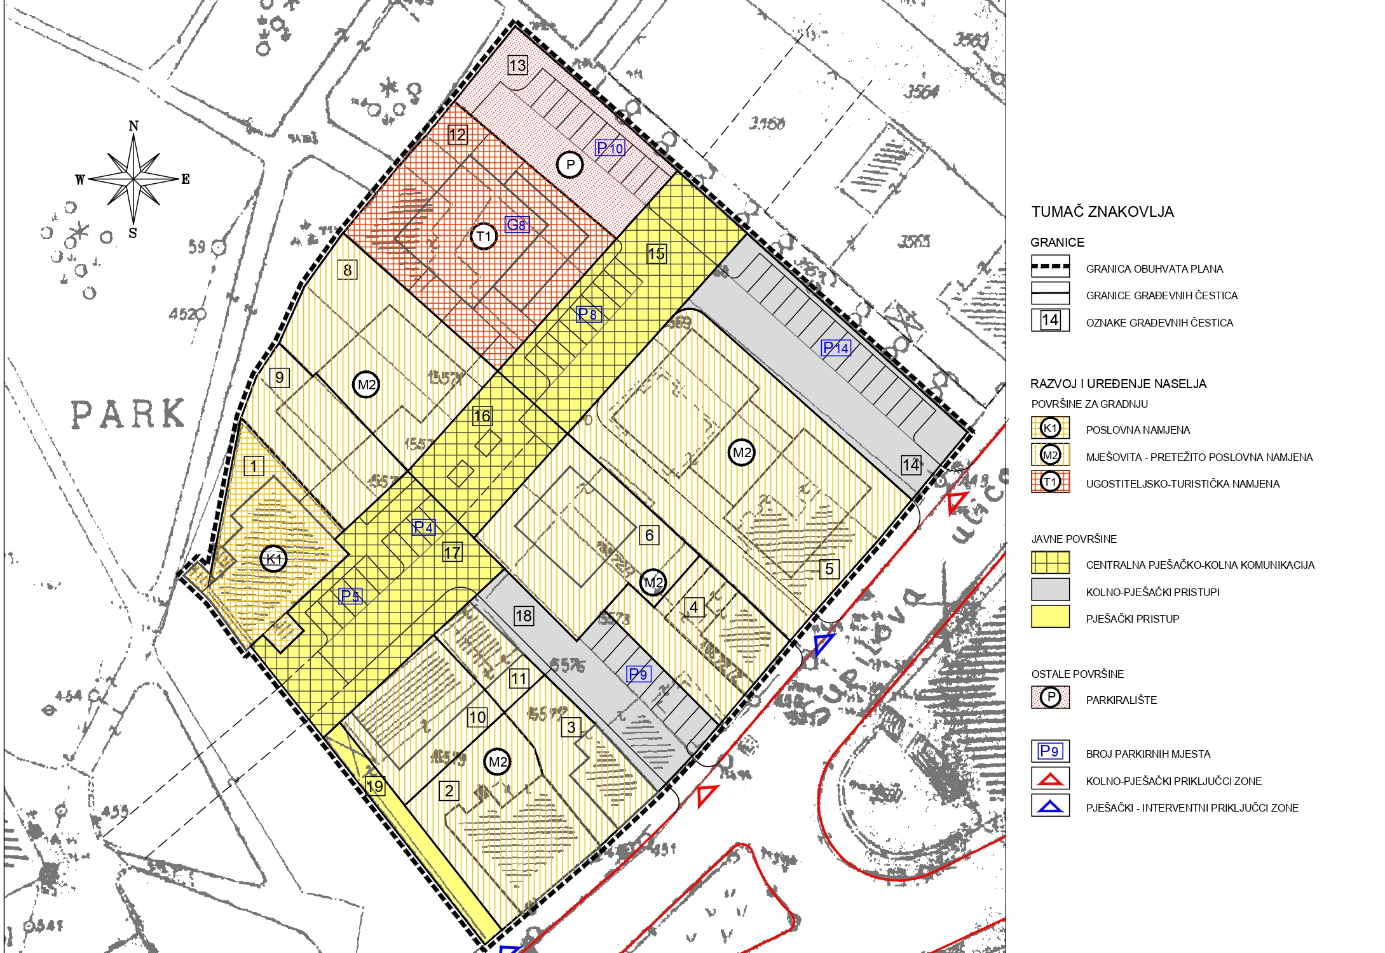 13
12
P10
P
N
W
E
S
T1
G8
15
3583
3564
3565
59
452
8
P8
P14
9
M2
16
PARK
1
M2
14
P4
17
K1
6
5
M2
P5
4
18
P9
11
10
3
M2
2
19
Supilova
ulica
454
455
451
TUMAČ ZNAKOVLJA
GRANICE
GRANICA OBUHVATA PLANA
GRANICE GRAĐEVNIH ČESTICA
14 OZNAKE GRAĐEVNIH ČESTICA
RAZVOJ I UREĐENJE NASELJA
POVRŠINE ZA GRADNJU
K1 POSLOVNA NAMJENA
M2 MJEŠOVITA - PRETEŽITO POSLOVNA NAMJENA
T1 UGOSTITELJSKO-TURISTIČKA NAMJENA
JAVNE POVRŠINE
CENTRALNA PJEŠAČKO-KOLNA KOMUNIKACIJA
KOLNO-PJEŠAČKI PRISTUPI
PJEŠAČKI PRISTUP
OSTALE POVRŠINE
P PARKIRALIŠTE
P9 BROJ PARKIRNIH MJESTA
KOLNO-PJEŠAČKI PRIKLJUČCI ZONE
PJEŠAČKI - INTERVENTNI PRIKLJUČCI ZONE